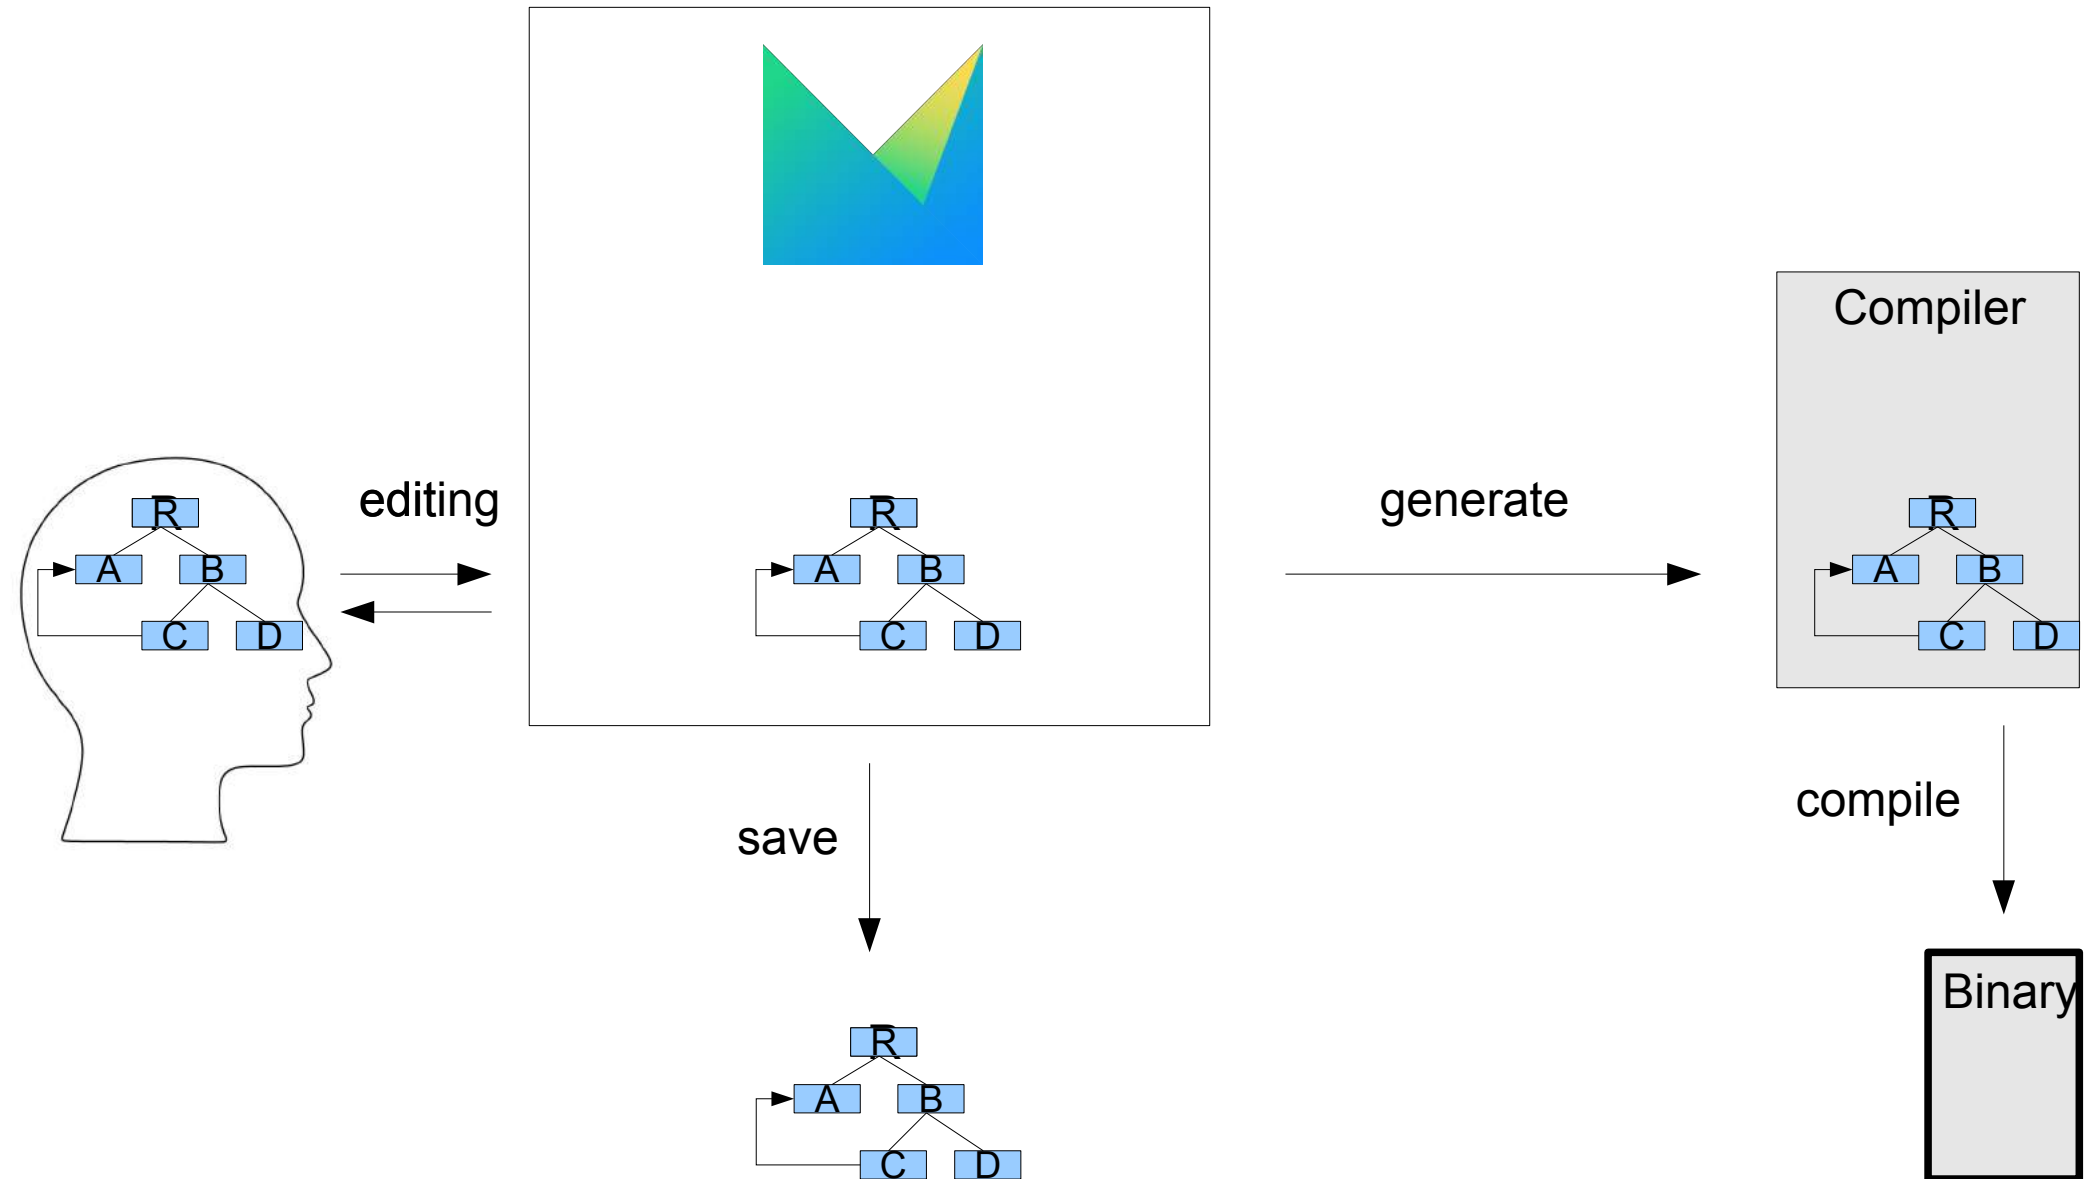 Compiler
R
A B
C D
editing
R
A B
C D
generate
R
A B
C D
save
compile
Binary
R
A B
C D